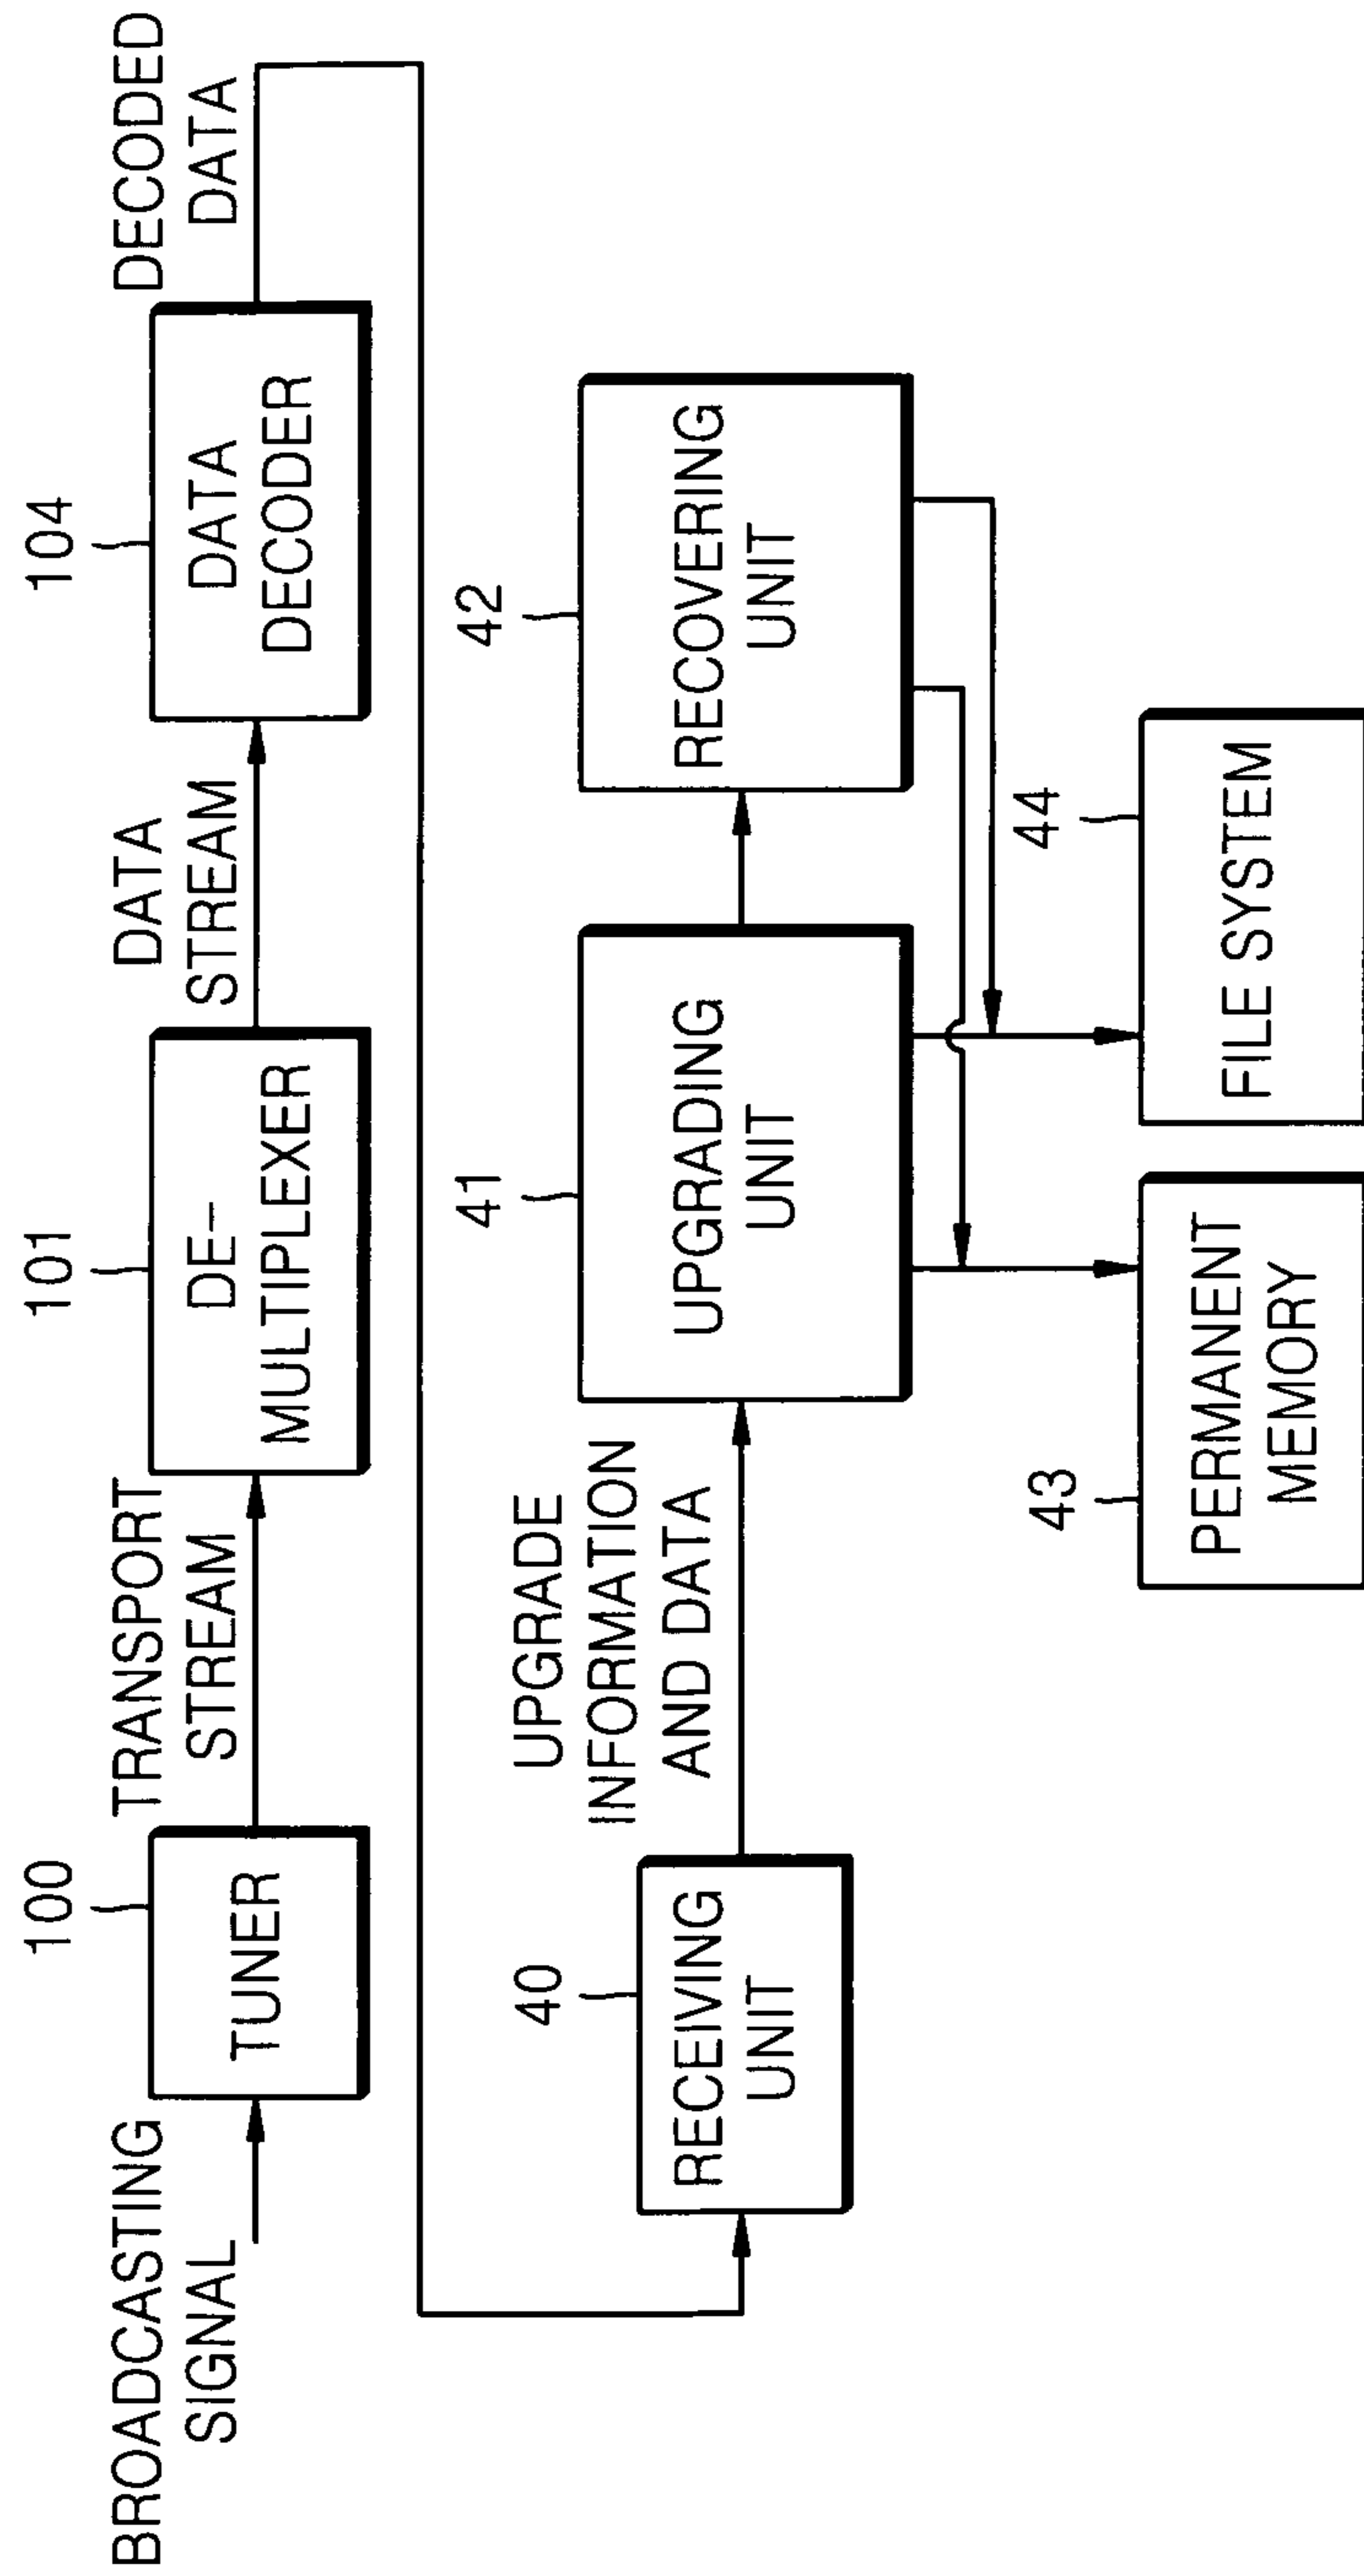 100
101
104
BROADCASTING
SIGNAL
TUNER
TRANSPORT
STREAM
DE-
MULTIPLEXER
DATA
STREAM
DATA
DECODER
DECODED
DATA
40
RECEIVING
UNIT
UPGRADE
INFORMATION
AND DATA
41
UPGRADING
UNIT
42
RECOVERING
UNIT
43
PERMANENT
MEMORY
44
FILE SYSTEM